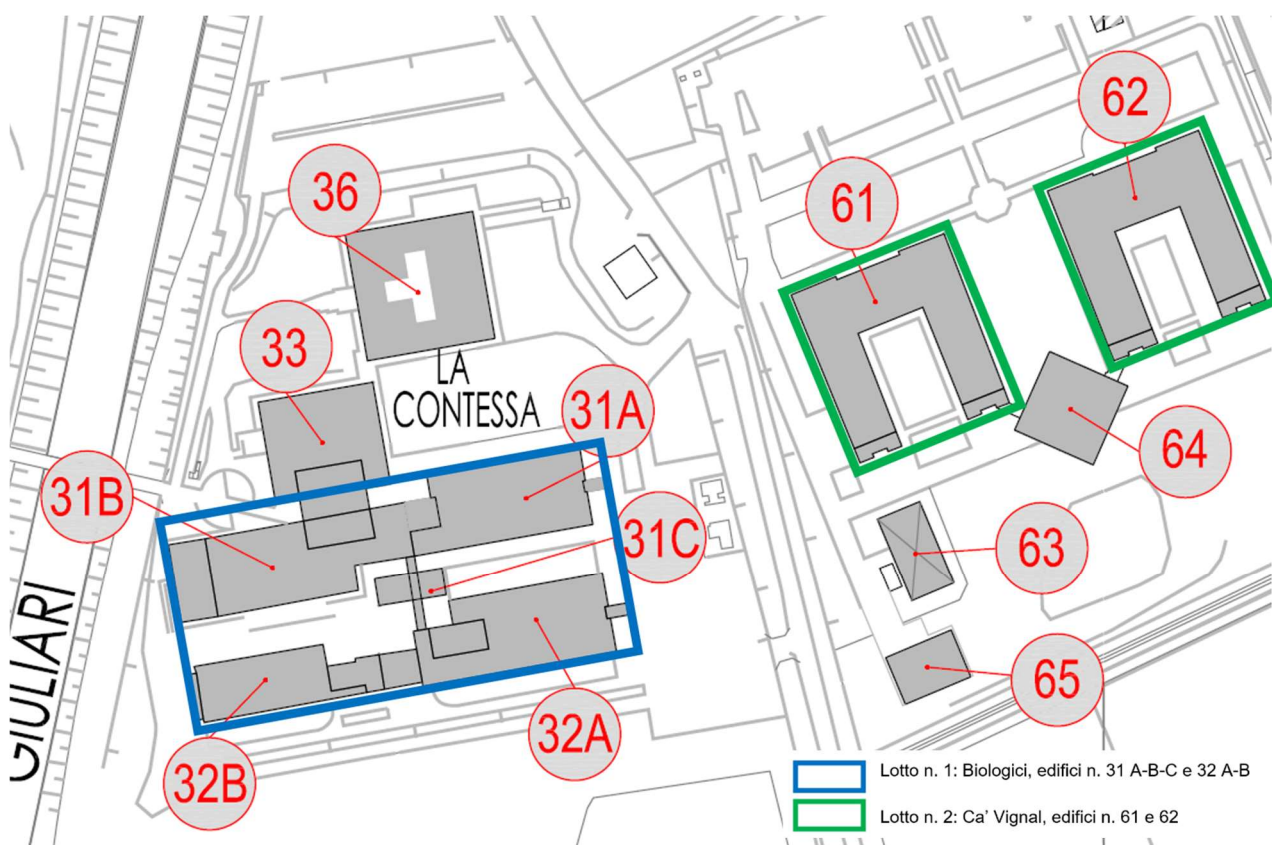 62
61
36
33
LA
CONTESSA
31A
64
31B
31C
63
GIULIARI
65
32A
32B
Lotto n. 1: Biologici, edifici n. 31 A-B-C e 32 A-B
Lotto n. 2: Ca' Vignal, edifici n. 61 e 62